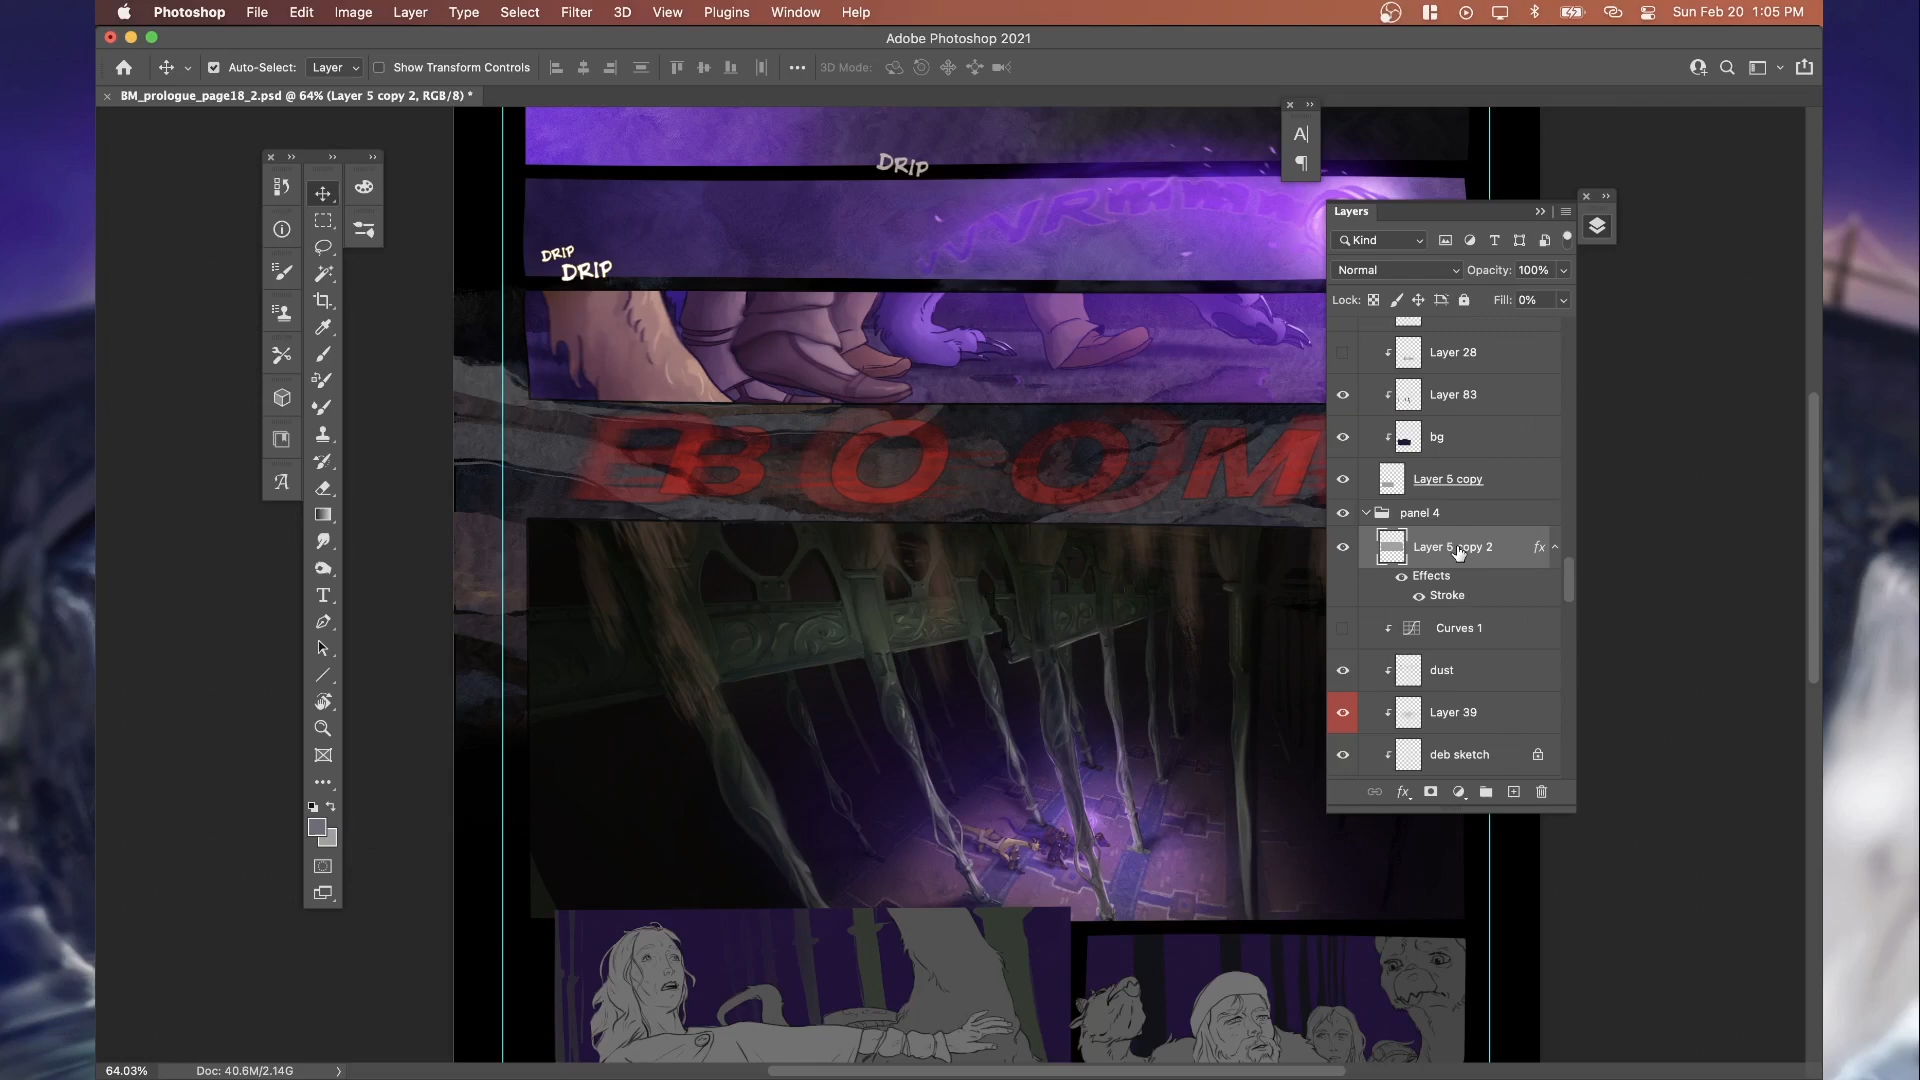 Photoshop File Edit Image Layer Type Select Filter 3D View Plugins Window Help Sun Feb 20 1:05 PM
Adobe Photoshop 2021
Auto-Select: Layer Show Transform Controls 3D Mode:
BM_prologue_page18_2.psd @ 64% (Layer 5 copy 2, RGB/8) *
DRIP
VVVRmmmm
DRIP
DRIP
BOOM
Layers
Kind
Normal Opacity: 100%
Lock: Fill: 0%
Layer 28
Layer 83
bg
Layer 5 copy
panel 4
Layer 5 copy 2 fx
Effects
Stroke
Curves 1
dust
Layer 39
deb sketch
fx
64.03% Doc: 40.6M/2.14G